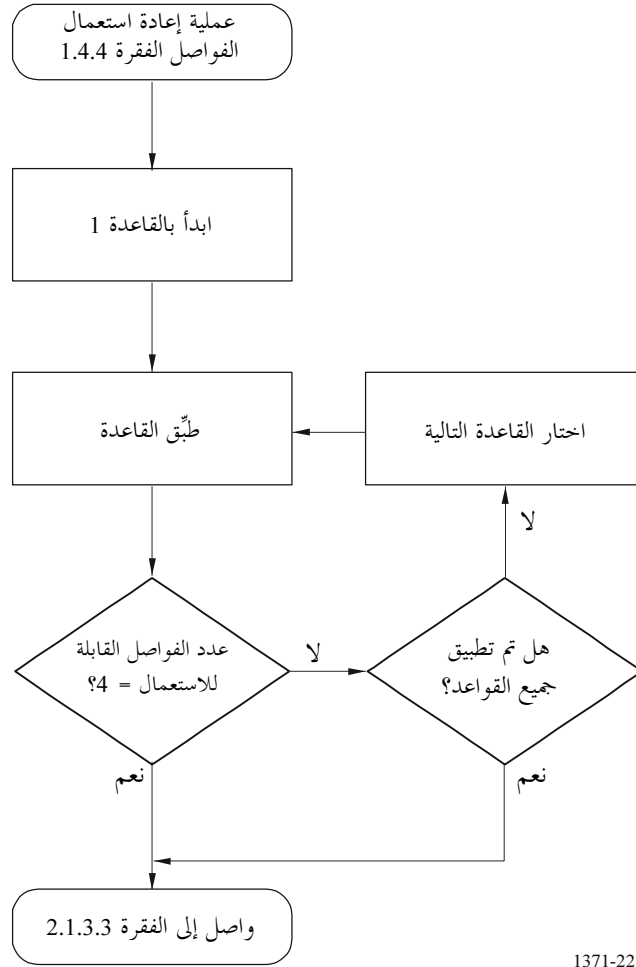 عملية إعادة استعمال
الفواصل الفقرة 1.4.4
ابدأ بالقاعدة 1
طبِّق القاعدة
اختار القاعدة التالية
لا
عدد الفواصل القابلة
للاستعمال = 4؟
لا
هل تم تطبيق
جميع القواعد؟
نعم
نعم
واصل إلى الفقرة 2.1.3.3
1371-22